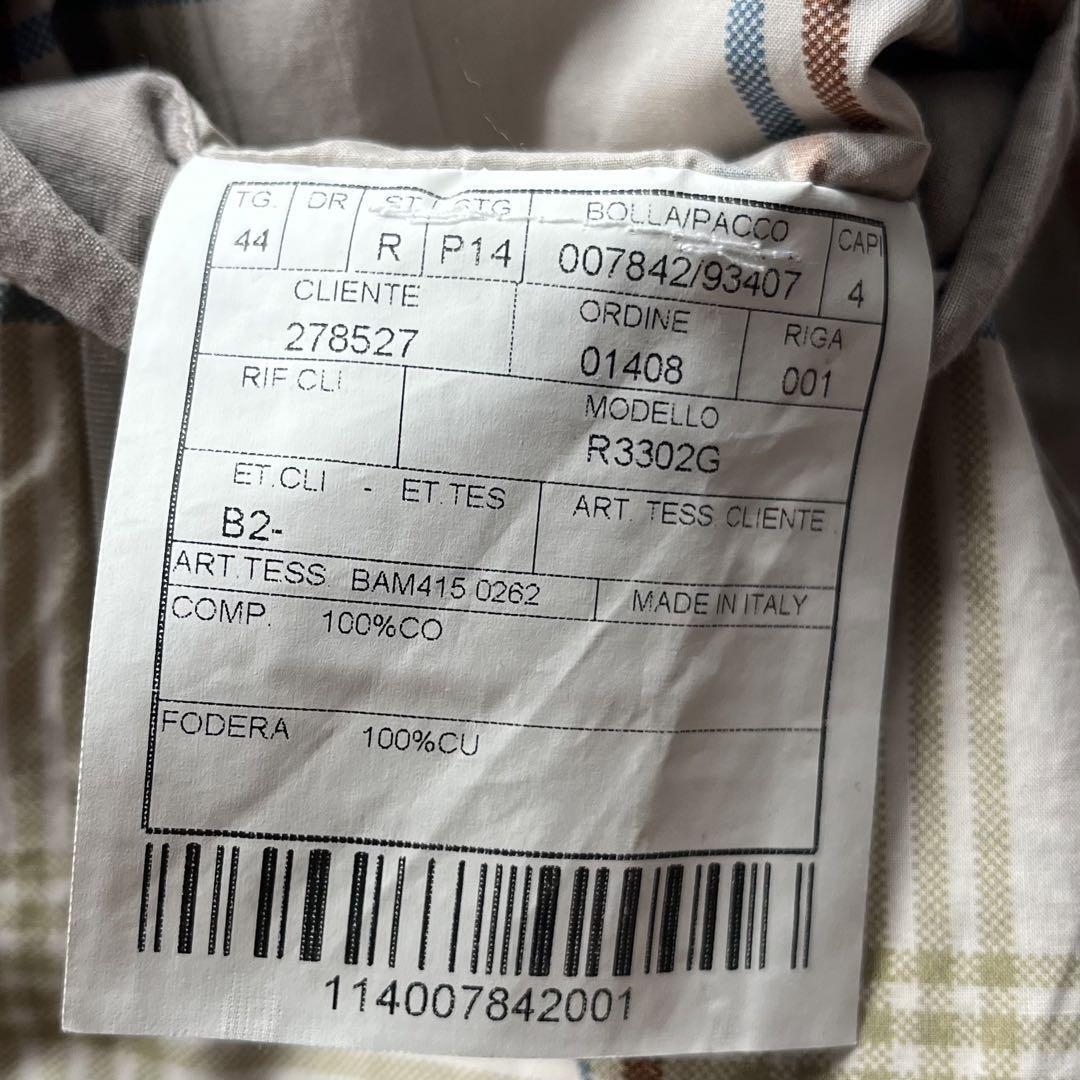 TG. DR ST / STG BOLLA/PACCO CAPI
44 R P14 007842/93407 4
CLIENTE ORDINE RIGA
278527 01408 001
RIF CLI MODELLO
R3302G
ET.CLI - ET.TES ART. TESS CLIENTE
B2-
ART.TESS BAM415 0262 MADE IN ITALY
COMP. 100%CO
FODERA 100%CU
114007842001